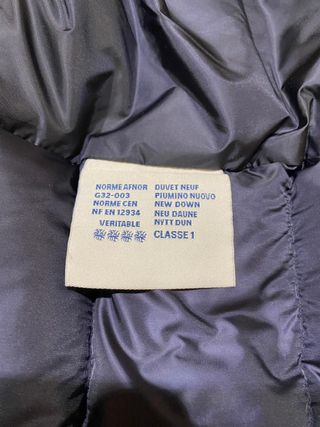 NORME AFNOR DUVET NEUF
G32-003 PIUMINO NUOVO
NORME CEN NEW DOWN
NF EN 12934 NEU DAUNE
VERITABLE NYTT DUN
CLASSE 1